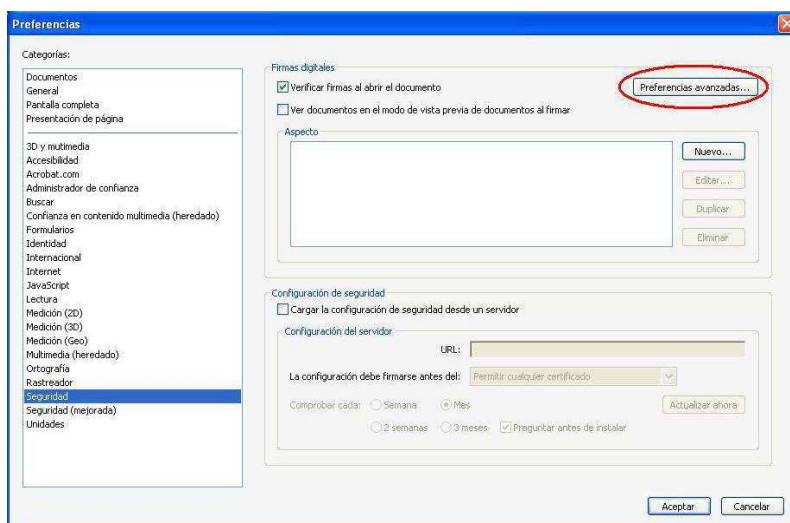 Preferencias
Categorías:
Documentos
General
Pantalla completa
Presentación de página
3D y mutimedia
Accesibilidad
Acrobat.com
Administrador de confianza
Buscar
Confianza en contenido multimedia (heredado)
Formularios
Identidad
Internacional
Internet
JavaScript
Lectura
Medición (2D)
Medición (3D)
Medición (Geo)
Multimedia (heredado)
Ortografía
Rastreador
Seguridad
Seguridad (mejorada)
Unidades
Firmas digitales
Verificar firmas al abrir el documento
Preferencias avanzadas...
Ver documentos en el modo de vista previa de documentos al firmar
Aspecto
Nuevo...
Editar...
Duplicar
Eliminar
Configuración de seguridad
Cargar la configuración de seguridad desde un servidor
Configuración del servidor
URL:
La configuración debe firmarse antes del: Permitir cualquier certificado
Comprobar cada: Semana Mes Actualizar ahora
2 semanas 3 meses Preguntar antes de instalar
Aceptar Cancelar